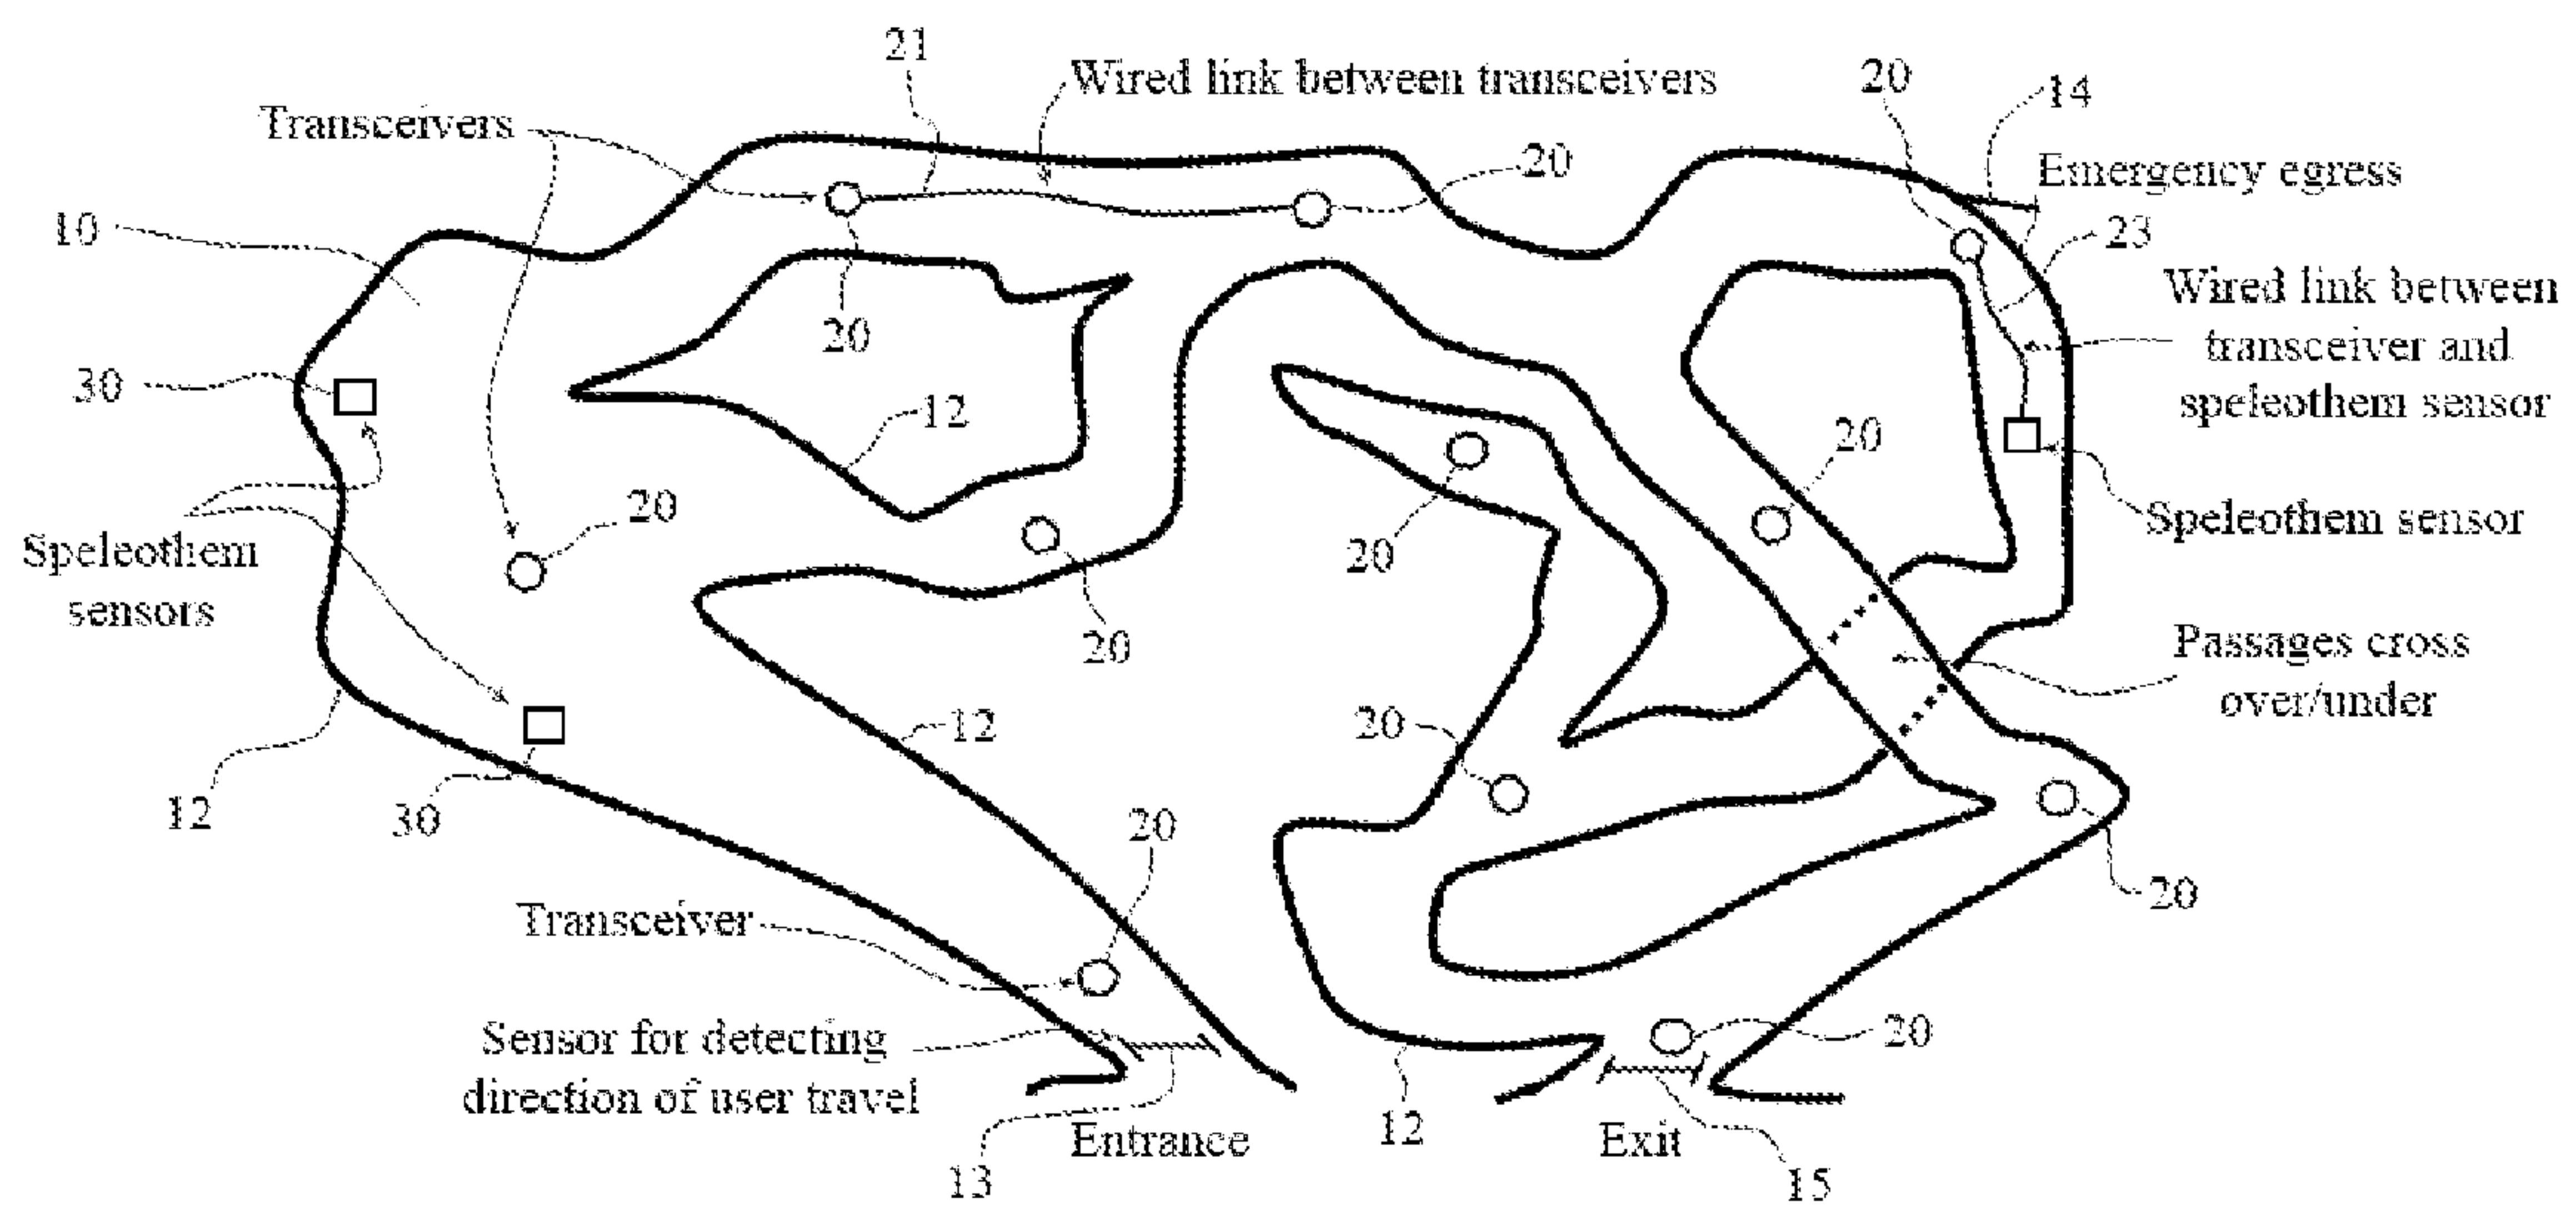 21
Wired link between transceivers
20
14
Transceivers
20
Emergency egress
10
23
Wired link between
transceiver and
speleothem sensor
20
30
12
20
20
20
Speleothem sensor
Speleothem
sensors
20
Passages cross
over/under
12
20
12
30
20
20
Transceiver
Sensor for detecting
direction of user travel
20
Entrance
12
Exit
13
15